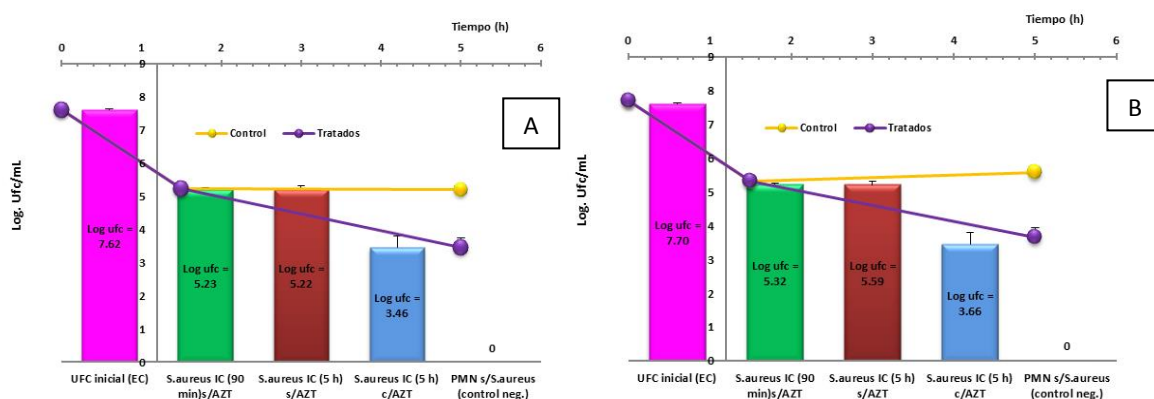 Tiempo (h)
0 1 2 3 4 5 6
9
8
7
6
5
4
3
2
1
0
Log. Ufc/mL
Control
Tratados
A
Log ufc =
7.62
Log ufc =
5.23
Log ufc =
5.22
Log ufc =
3.46
0
UFC inicial (EC)
S.aureus IC (90
min)s/AZT
S.aureus IC (5 h)
s/AZT
S.aureus IC (5 h)
c/AZT
PMN s/S.aureus
(control neg.)
Tiempo (h)
0 1 2 3 4 5 6
9
8
7
6
5
4
3
2
1
0
Log. Ufc/mL
Control
Tratados
B
Log ufc =
7.70
Log ufc =
5.32
Log ufc =
5.59
Log ufc =
3.66
0
UFC inicial (EC)
S.aureus IC (90
min)s/AZT
S.aureus IC (5 h)
s/AZT
S.aureus IC (5 h)
c/AZT
PMN s/S.aureus
(control neg.)